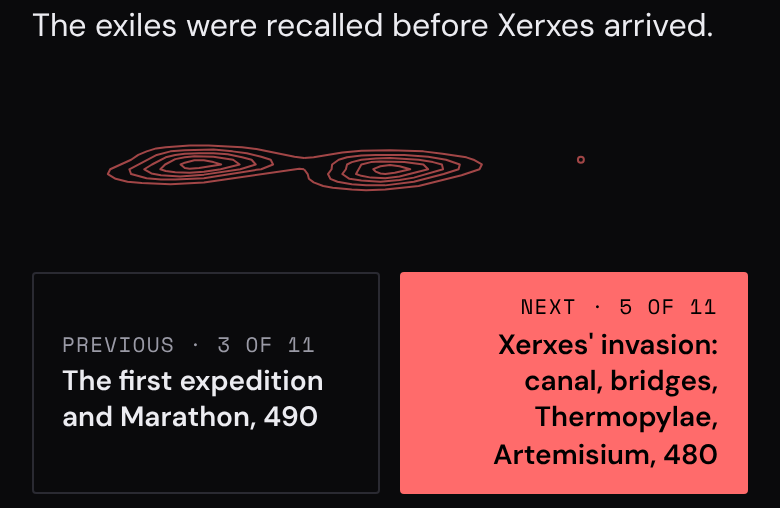 The exiles were recalled before Xerxes arrived.
PREVIOUS · 3 OF 11
The first expedition
and Marathon, 490
NEXT · 5 OF 11
Xerxes' invasion:
canal, bridges,
Thermopylae,
Artemisium, 480